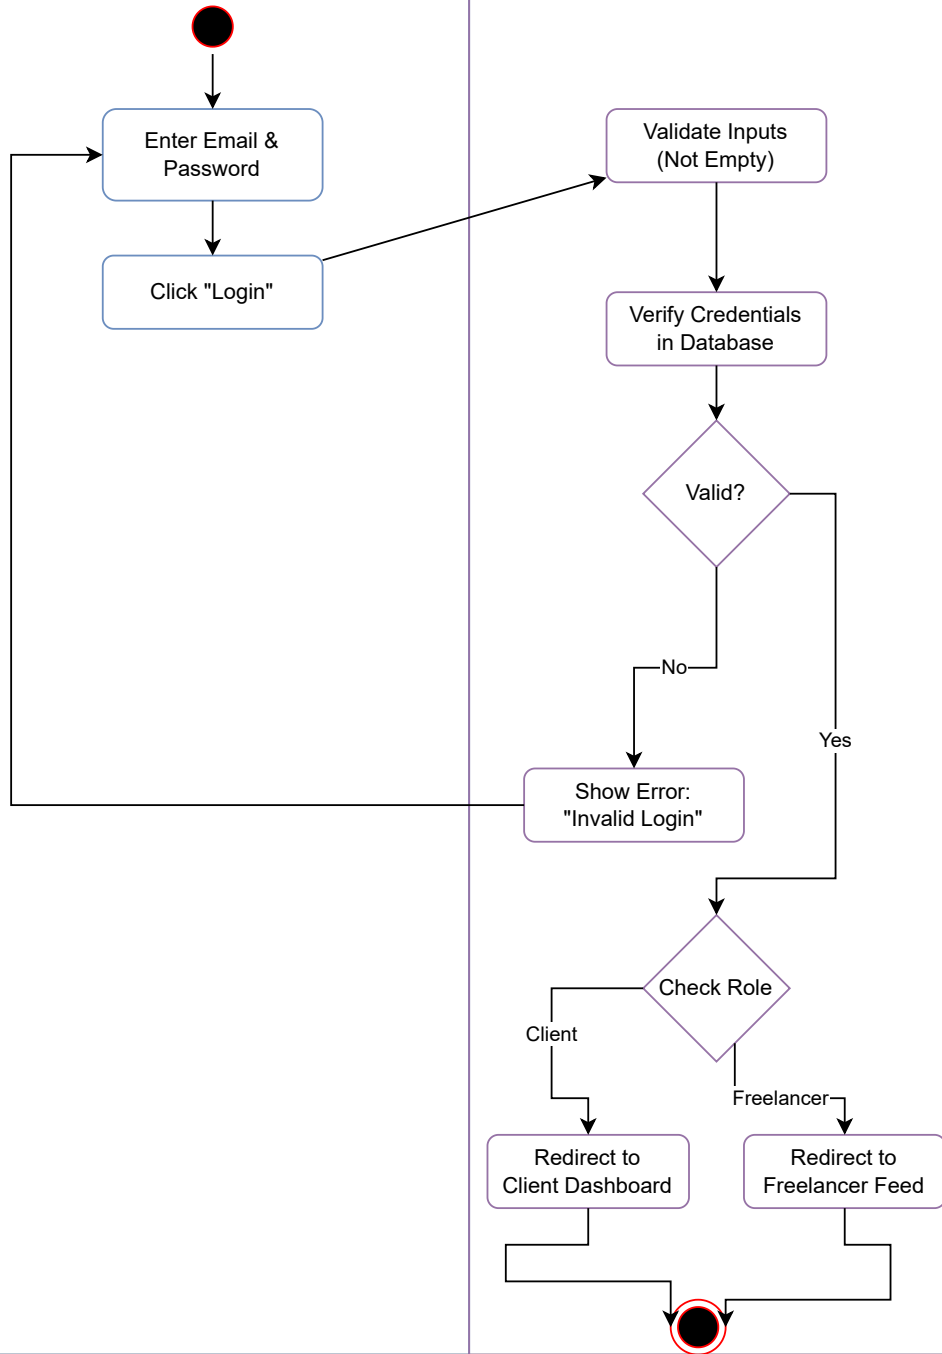 Enter Email &
Password
Click "Login"
Validate Inputs
(Not Empty)
Verify Credentials
in Database
Valid?
No
Yes
Show Error:
"Invalid Login"
Check Role
Client
Freelancer
Redirect to
Client Dashboard
Redirect to
Freelancer Feed